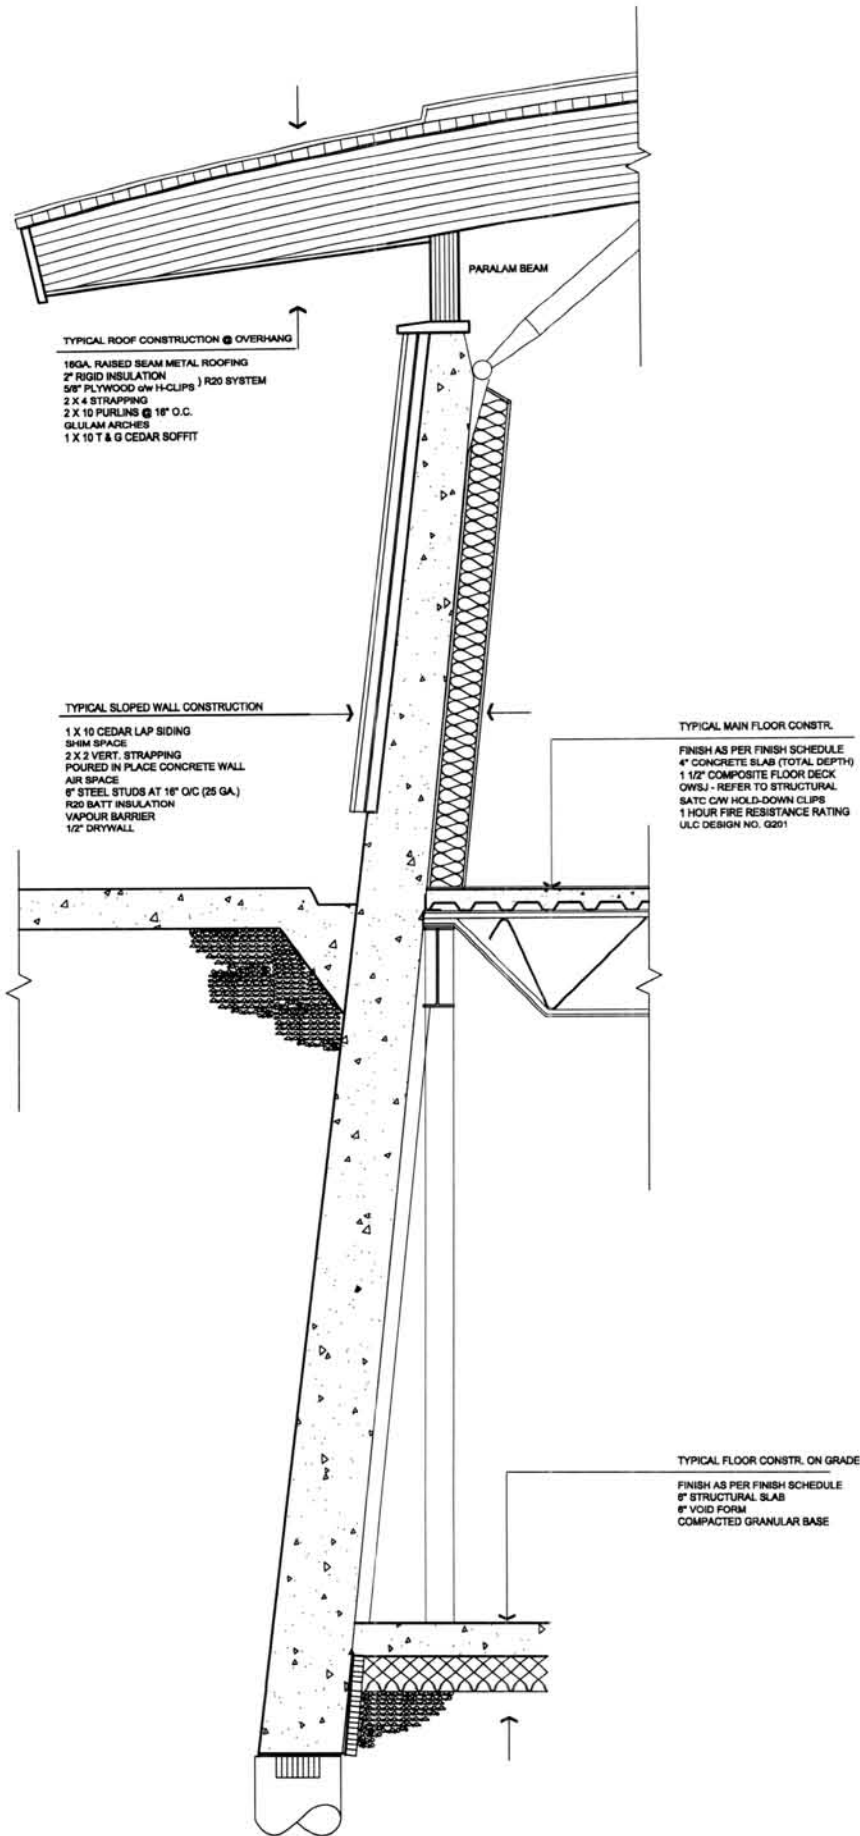 PARALAM BEAM
TYPICAL ROOF CONSTRUCTION @ OVERHANG
16GA. RAISED SEAM METAL ROOFING
2" RIGID INSULATION
5/8" PLYWOOD c/w H-CLIPS ) R20 SYSTEM
2 X 4 STRAPPING
2 X 10 PURLINS @ 16" O.C.
GLULAM ARCHES
1 X 10 T & G CEDAR SOFFIT
TYPICAL SLOPED WALL CONSTRUCTION
1 X 10 CEDAR LAP SIDING
SHIM SPACE
2 X 2 VERT. STRAPPING
POURED IN PLACE CONCRETE WALL
AIR SPACE
6" STEEL STUDS AT 16" O/C (25 GA.)
R20 BATT INSULATION
VAPOUR BARRIER
1/2" DRYWALL
TYPICAL MAIN FLOOR CONSTR.
FINISH AS PER FINISH SCHEDULE
4" CONCRETE SLAB (TOTAL DEPTH)
1 1/2" COMPOSITE FLOOR DECK
OWSJ - REFER TO STRUCTURAL
SATC C/W HOLD-DOWN CLIPS
1 HOUR FIRE RESISTANCE RATING
ULC DESIGN NO. G201
TYPICAL FLOOR CONSTR. ON GRADE
FINISH AS PER FINISH SCHEDULE
6" STRUCTURAL SLAB
6" VOID FORM
COMPACTED GRANULAR BASE